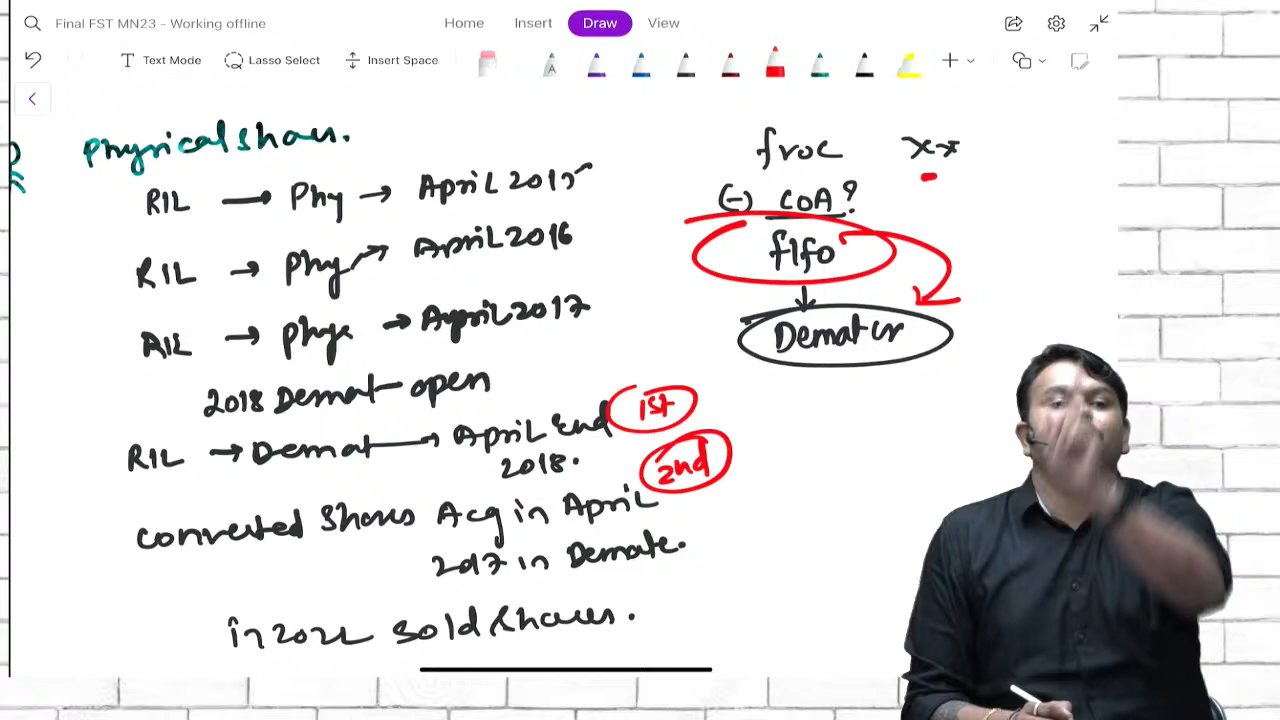 Final FST MN23 - Working offline
Home Insert Draw View
Text Mode Lasso Select Insert Space
Physical Shares.
RIL → Phy → April 2015
RIL → Phy → April 2016
RIL → Phy → April 2017
2018 Demat open
RIL → Demat → April End 1st
2018. 2nd
Converted Shares Acq in April
2017 in Demate.
in 2022 sold shares.
FVOC xx
(-) COA?
fifo
↓